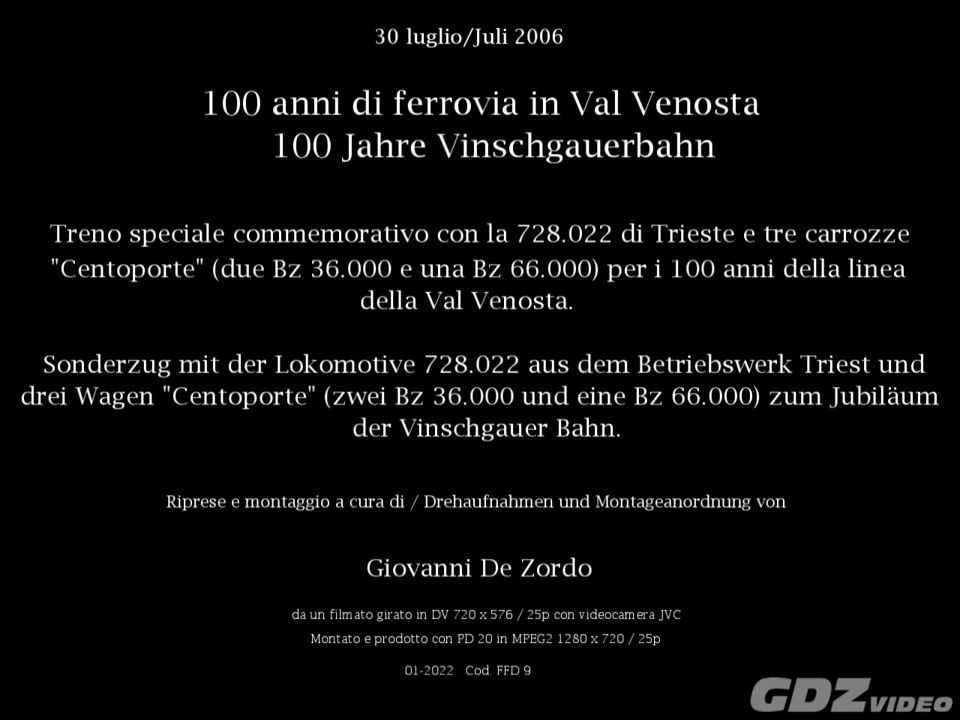 30 luglio/Juli 2006
100 anni di ferrovia in Val Venosta
100 Jahre Vinschgauerbahn
Treno speciale commemorativo con la 728.022 di Trieste e tre carrozze
"Centoporte" (due Bz 36.000 e una Bz 66.000) per i 100 anni della linea
della Val Venosta.
Sonderzug mit der Lokomotive 728.022 aus dem Betriebswerk Triest und
drei Wagen "Centoporte" (zwei Bz 36.000 und eine Bz 66.000) zum Jubiläum
der Vinschgauer Bahn.
Riprese e montaggio a cura di / Drehaufnahmen und Montageanordnung von
Giovanni De Zordo
da un filmato girato in DV 720 x 576 / 25p con videocamera JVC
Montato e prodotto con PD 20 in MPEG2 1280 x 720 / 25p
01-2022 Cod. FFD 9
GDZ VIDEO